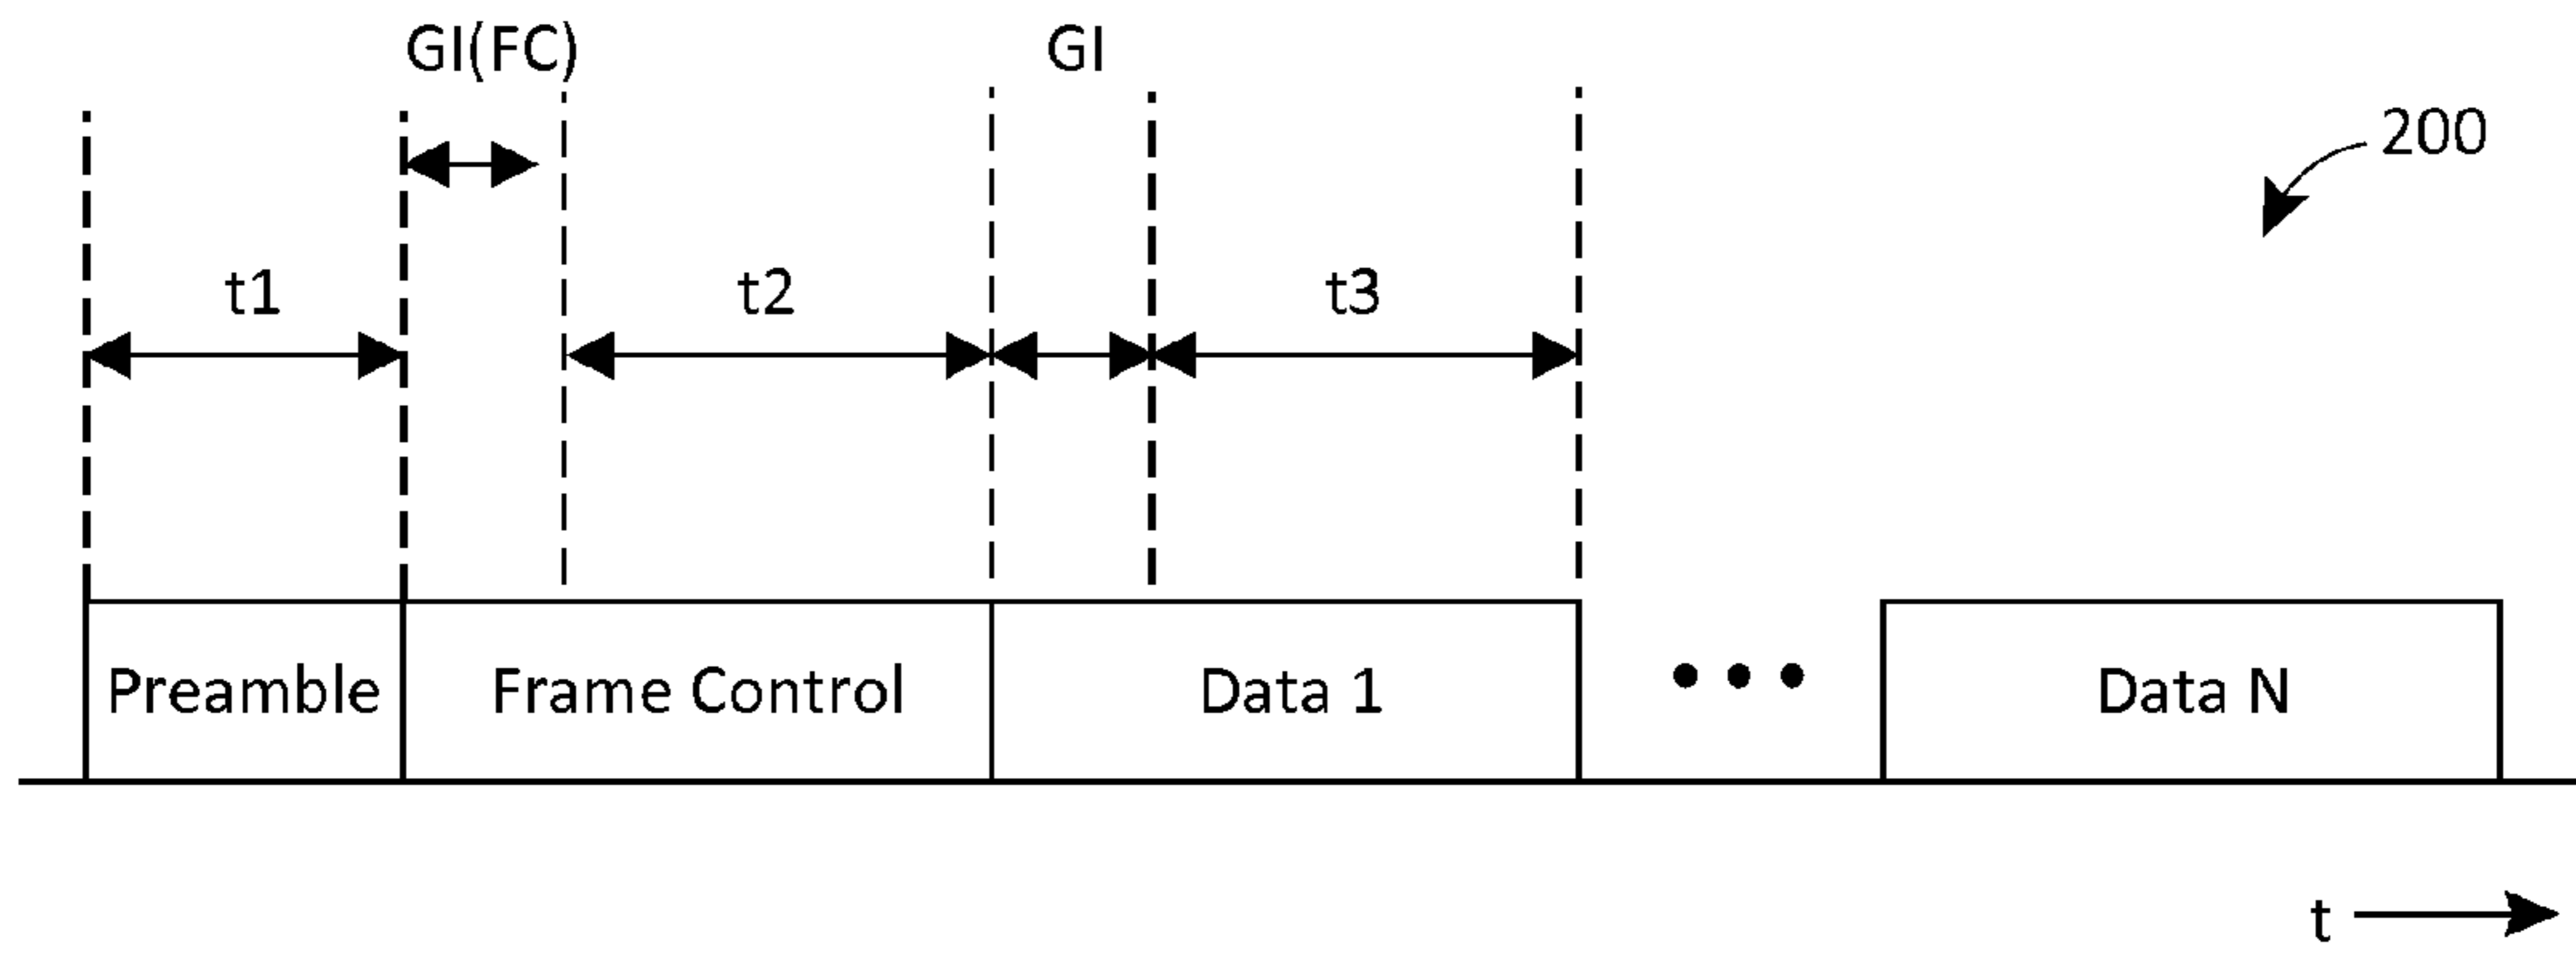 GI(FC) GI
200
t1 t2 t3
Preamble Frame Control Data 1 ••• Data N
t